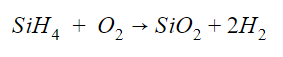 SiH₄ + O₂ → SiO₂ + 2H₂